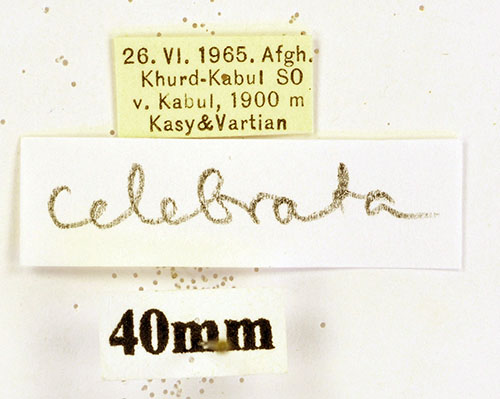 26. VI. 1965. Afgh.
Khurd-Kabul SO
v. Kabul, 1900 m
Kasy&Vartian
celebrata
40mm